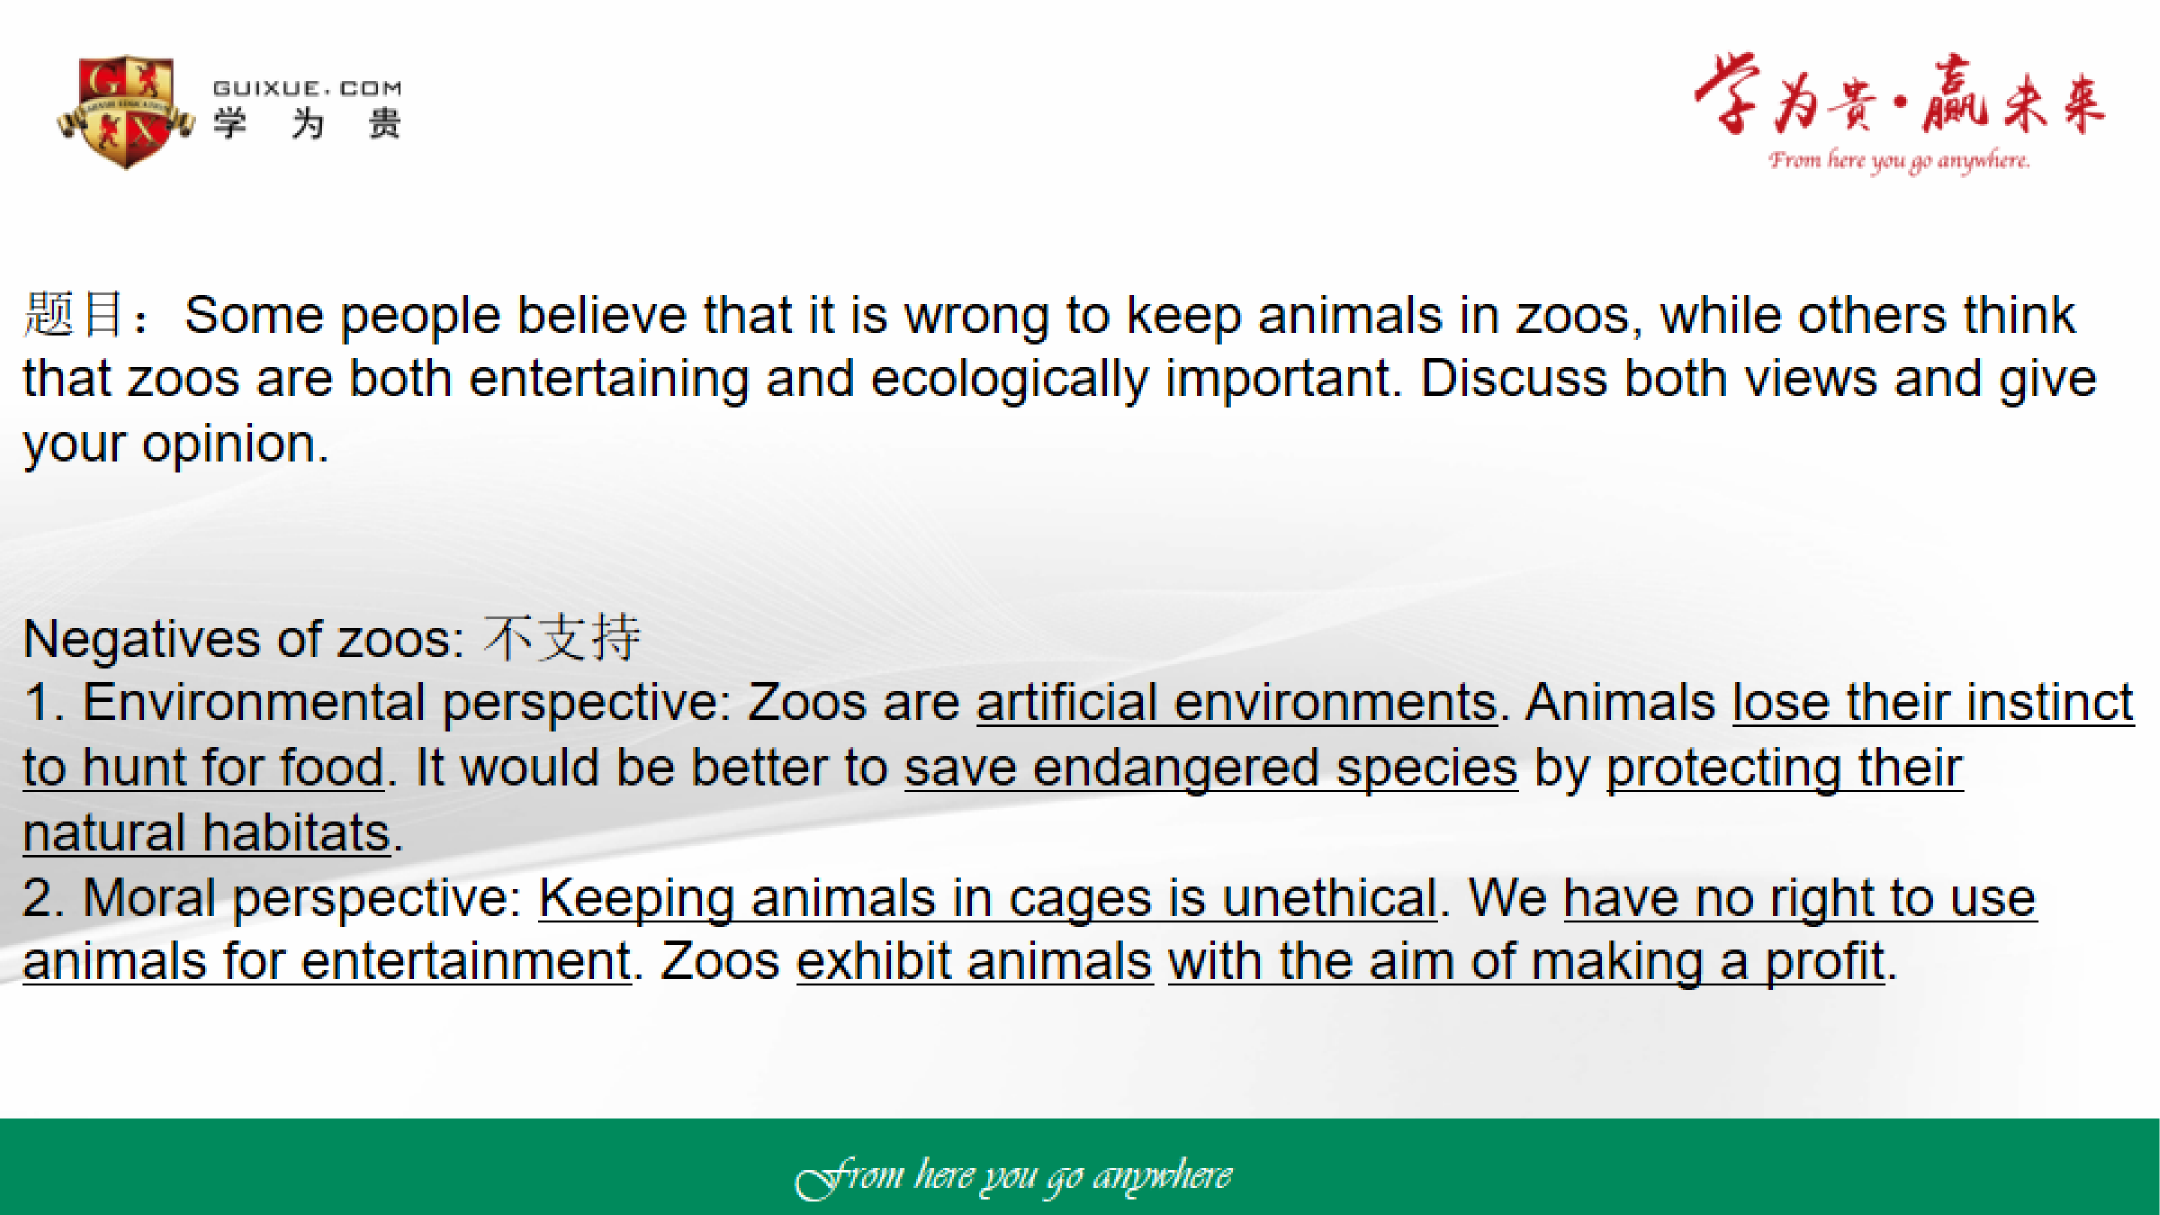 GUIXUE.COM
学为贵
学为贵·赢未来
From here you go anywhere.
题目：Some people believe that it is wrong to keep animals in zoos, while others think
that zoos are both entertaining and ecologically important. Discuss both views and give
your opinion.
Negatives of zoos: 不支持
1. Environmental perspective: Zoos are artificial environments. Animals lose their instinct
to hunt for food. It would be better to save endangered species by protecting their
natural habitats.
2. Moral perspective: Keeping animals in cages is unethical. We have no right to use
animals for entertainment. Zoos exhibit animals with the aim of making a profit.
From here you go anywhere